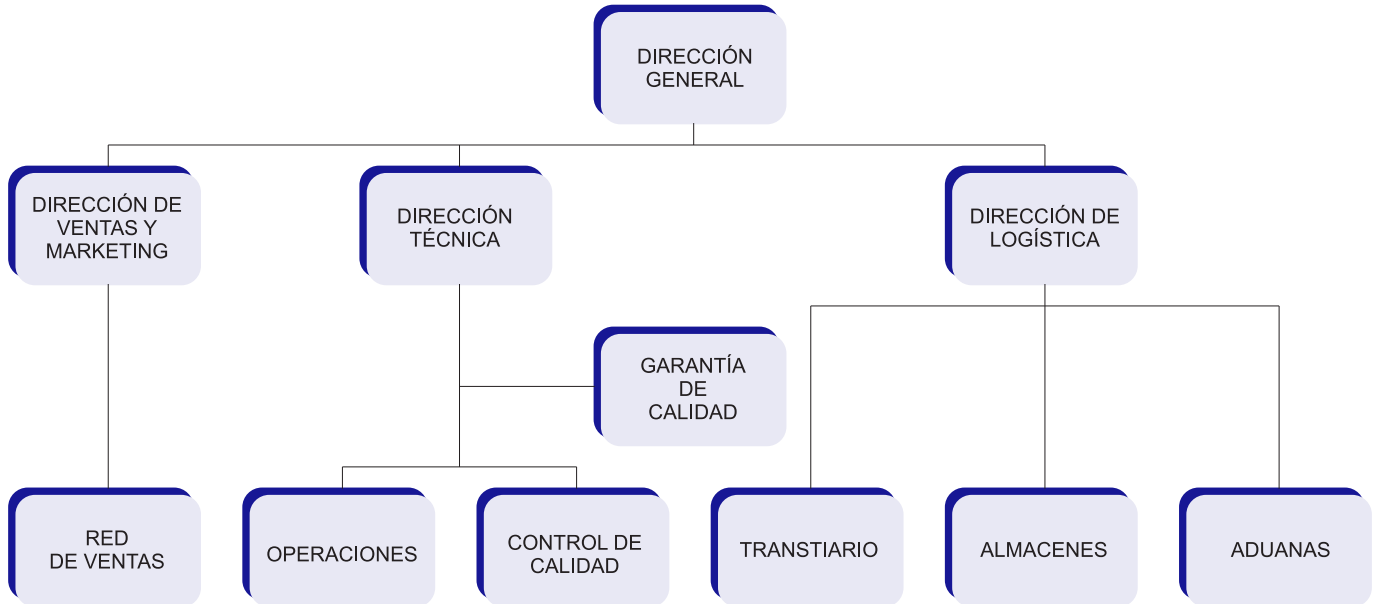 DIRECCIÓN
GENERAL
DIRECCIÓN DE
VENTAS Y
MARKETING
DIRECCIÓN
TÉCNICA
DIRECCIÓN DE
LOGÍSTICA
GARANTÍA
DE
CALIDAD
RED
DE VENTAS
OPERACIONES
CONTROL DE
CALIDAD
TRANSTIARIO
ALMACENES
ADUANAS